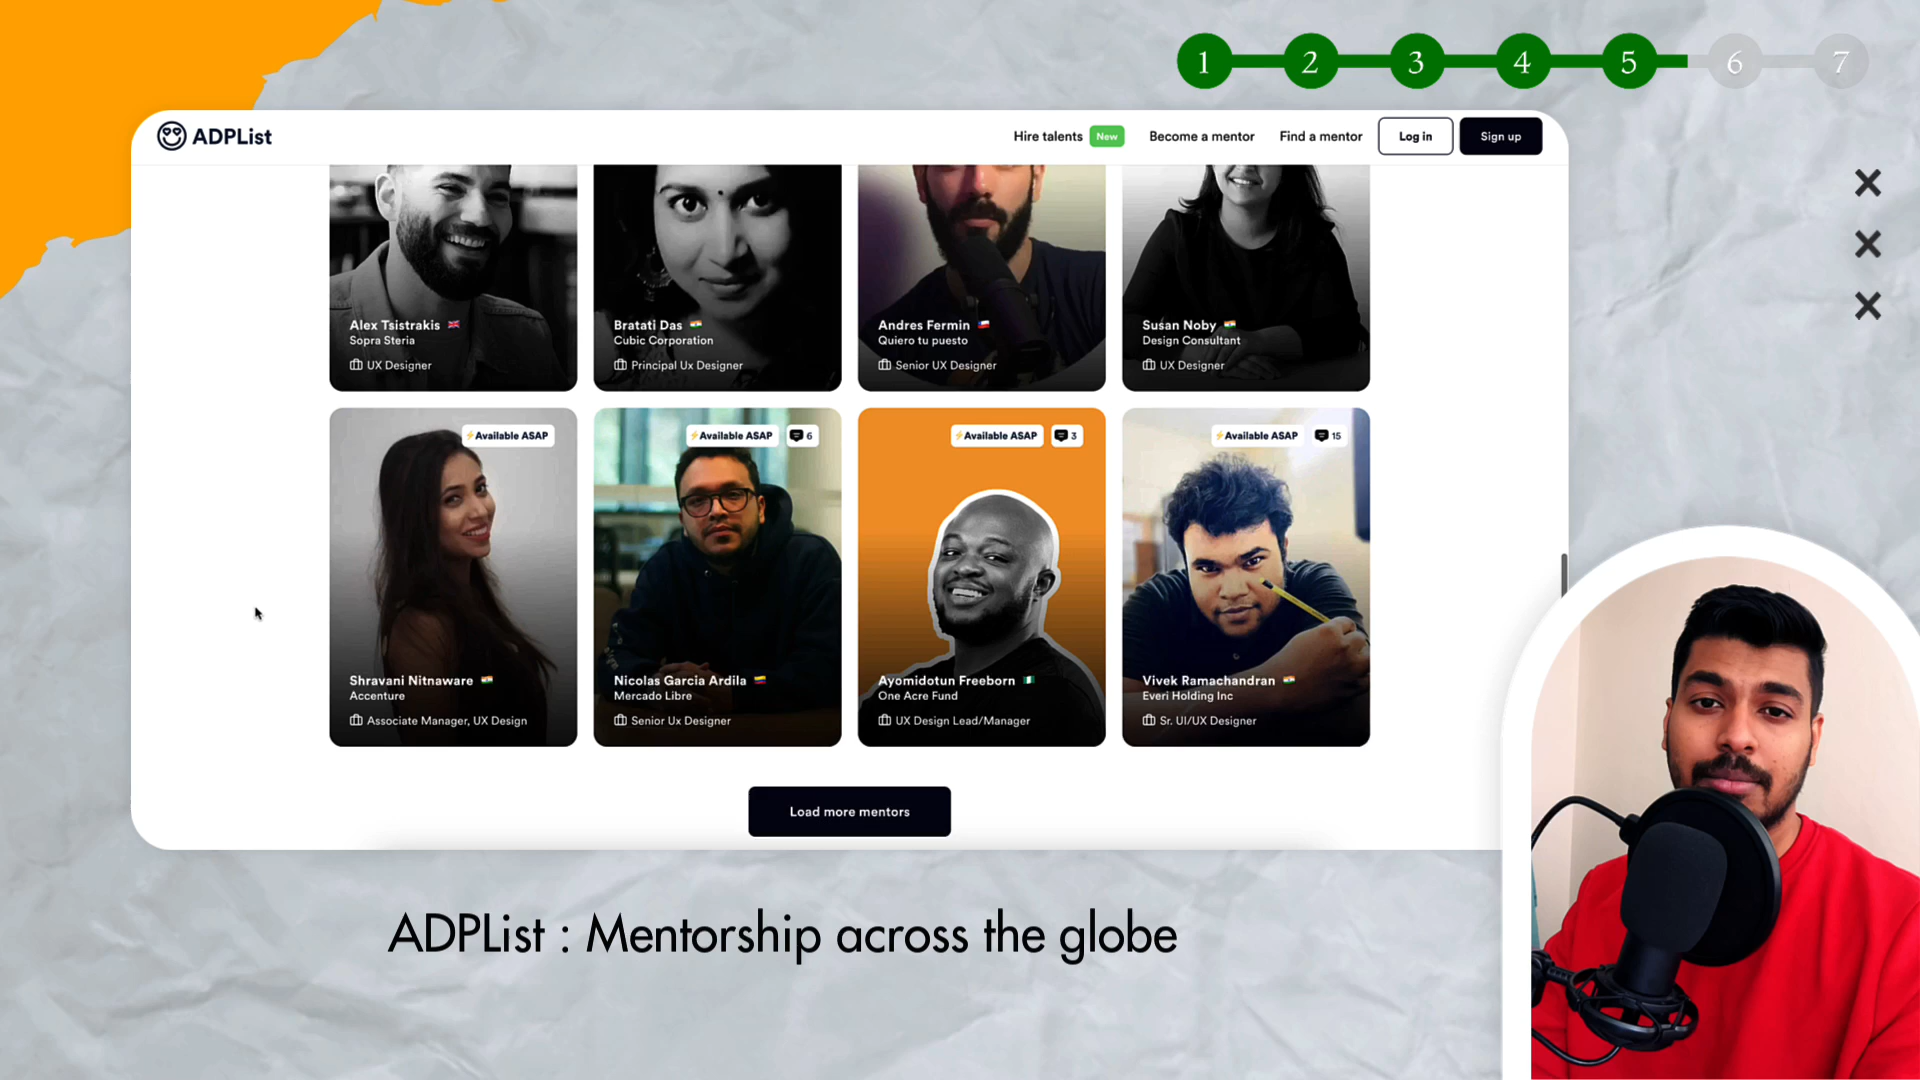 1 2 3 4 5 6 7
ADPList
Hire talents New Become a mentor Find a mentor Log in Sign up
Alex Tsistrakis
Sopra Steria
UX Designer
Bratati Das
Cubic Corporation
Principal Ux Designer
Andres Fermin
Quiero tu puesto
Senior UX Designer
Susan Noby
Design Consultant
UX Designer
Available ASAP
Shravani Nitnaware
Accenture
Associate Manager, UX Design
Available ASAP 6
Nicolas Garcia Ardila
Mercado Libre
Senior Ux Designer
Available ASAP 3
Ayomidotun Freeborn
One Acre Fund
UX Design Lead/Manager
Available ASAP 15
Vivek Ramachandran
Everi Holding Inc
Sr. UI/UX Designer
Load more mentors
ADPList : Mentorship across the globe